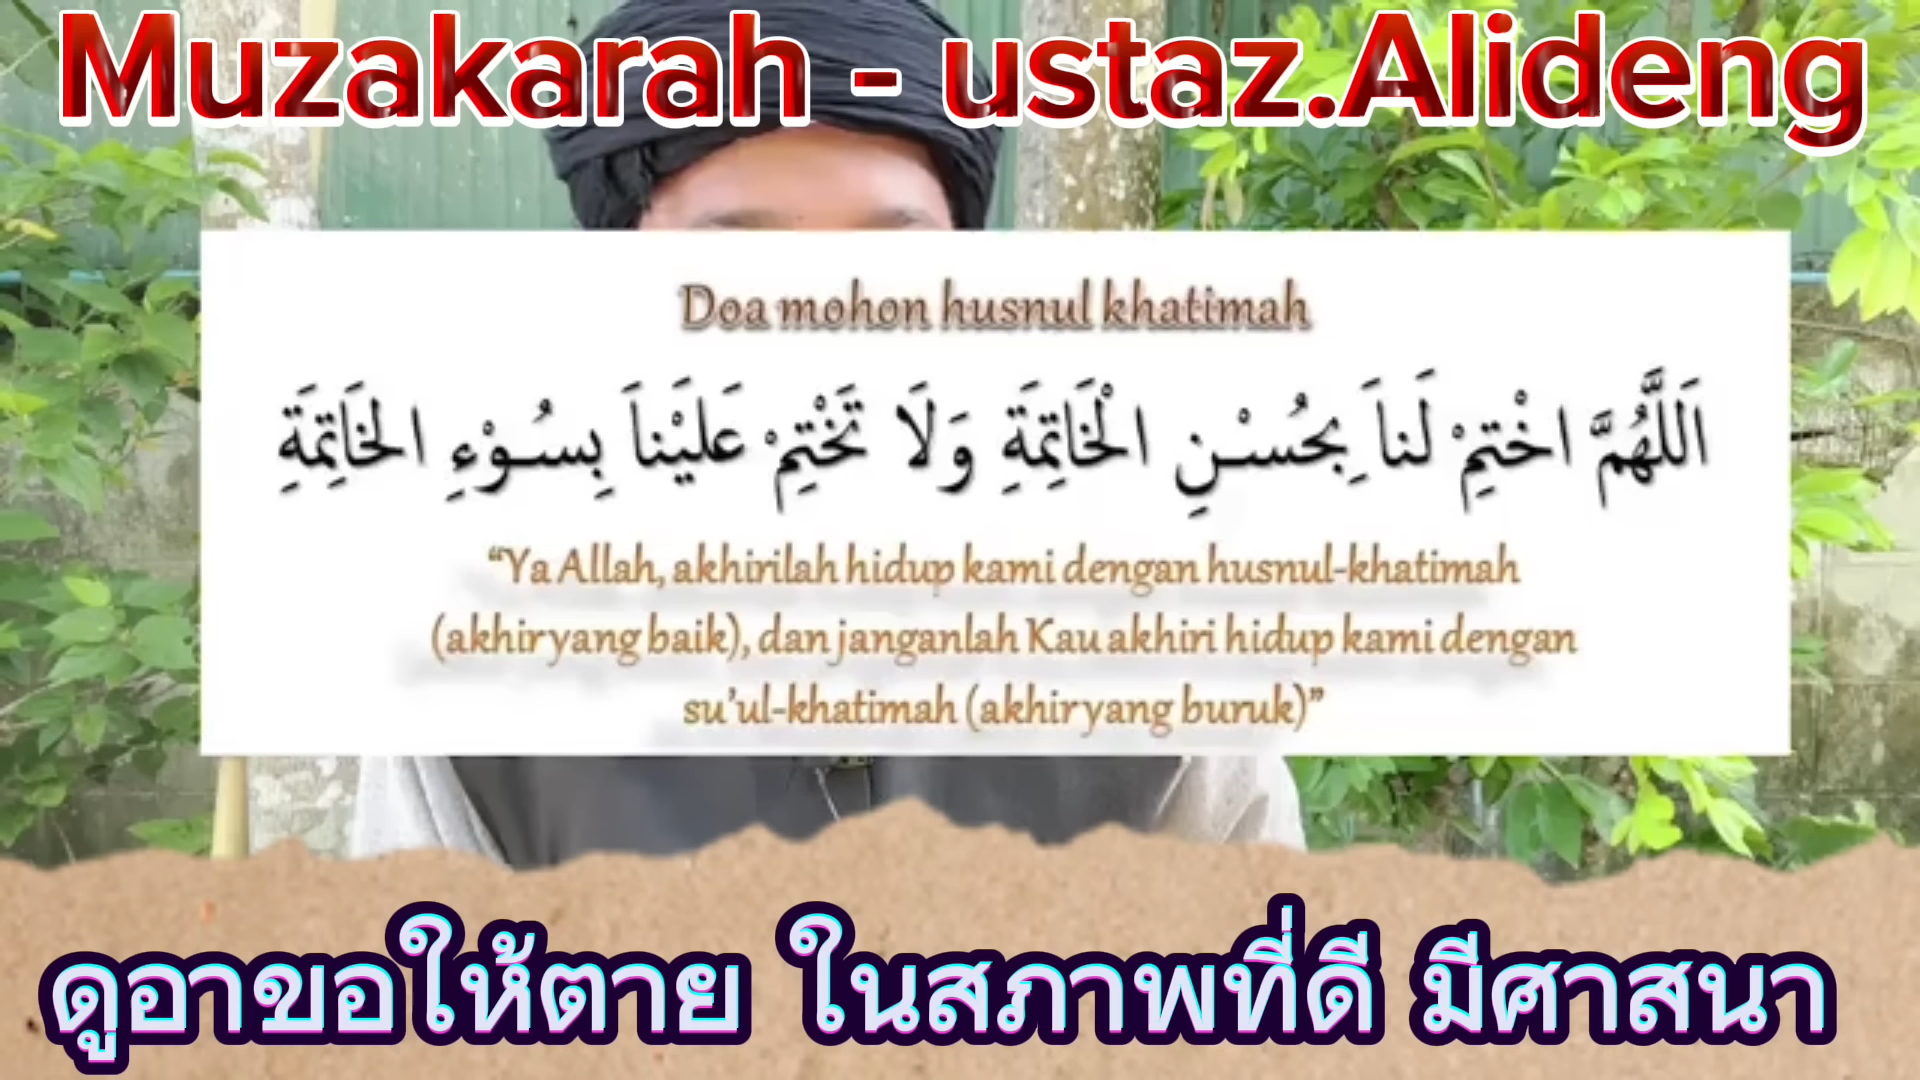 Muzakarah - ustaz.Alideng
Doa mohon husnul khatimah
اَللَّهُمَّ اخْتِمْ لَناَ بِحُسْنِ الْخَاتِمَةِ وَلَا تَخْتِمْ عَلَيْناَ بِسُوْءِ الخَاتِمَةِ
“Ya Allah, akhirilah hidup kami dengan husnul-khatimah
(akhir yang baik), dan janganlah Kau akhiri hidup kami dengan
su’ul-khatimah (akhir yang buruk)”
ดูอาขอให้ตาย ในสภาพที่ดี มีศาสนา